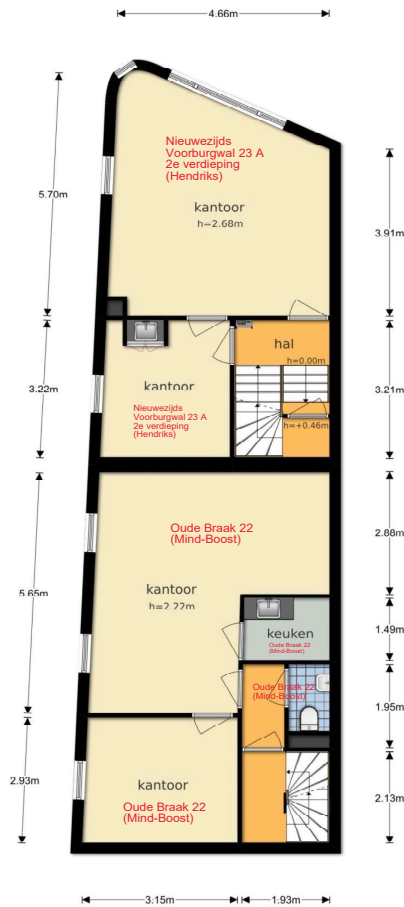 4.66m
Nieuwezijds
Voorburgwal 23 A
2e verdieping
(Hendriks)
kantoor
h=2.68m
5.70m
3.91m
hal
h=0.00m
3.22m
3.21m
kantoor
Nieuwezijds
Voorburgwal 23 A
2e verdieping
(Hendriks)
h=+0.46m
Oude Braak 22
(Mind-Boost)
2.88m
kantoor
h=2.22m
5.65m
keuken
Oude Braak 22
(Mind-Boost)
1.49m
Oude Braak 22
(Mind-Boost)
1.95m
2.93m
kantoor
Oude Braak 22
(Mind-Boost)
2.13m
3.15m
1.93m